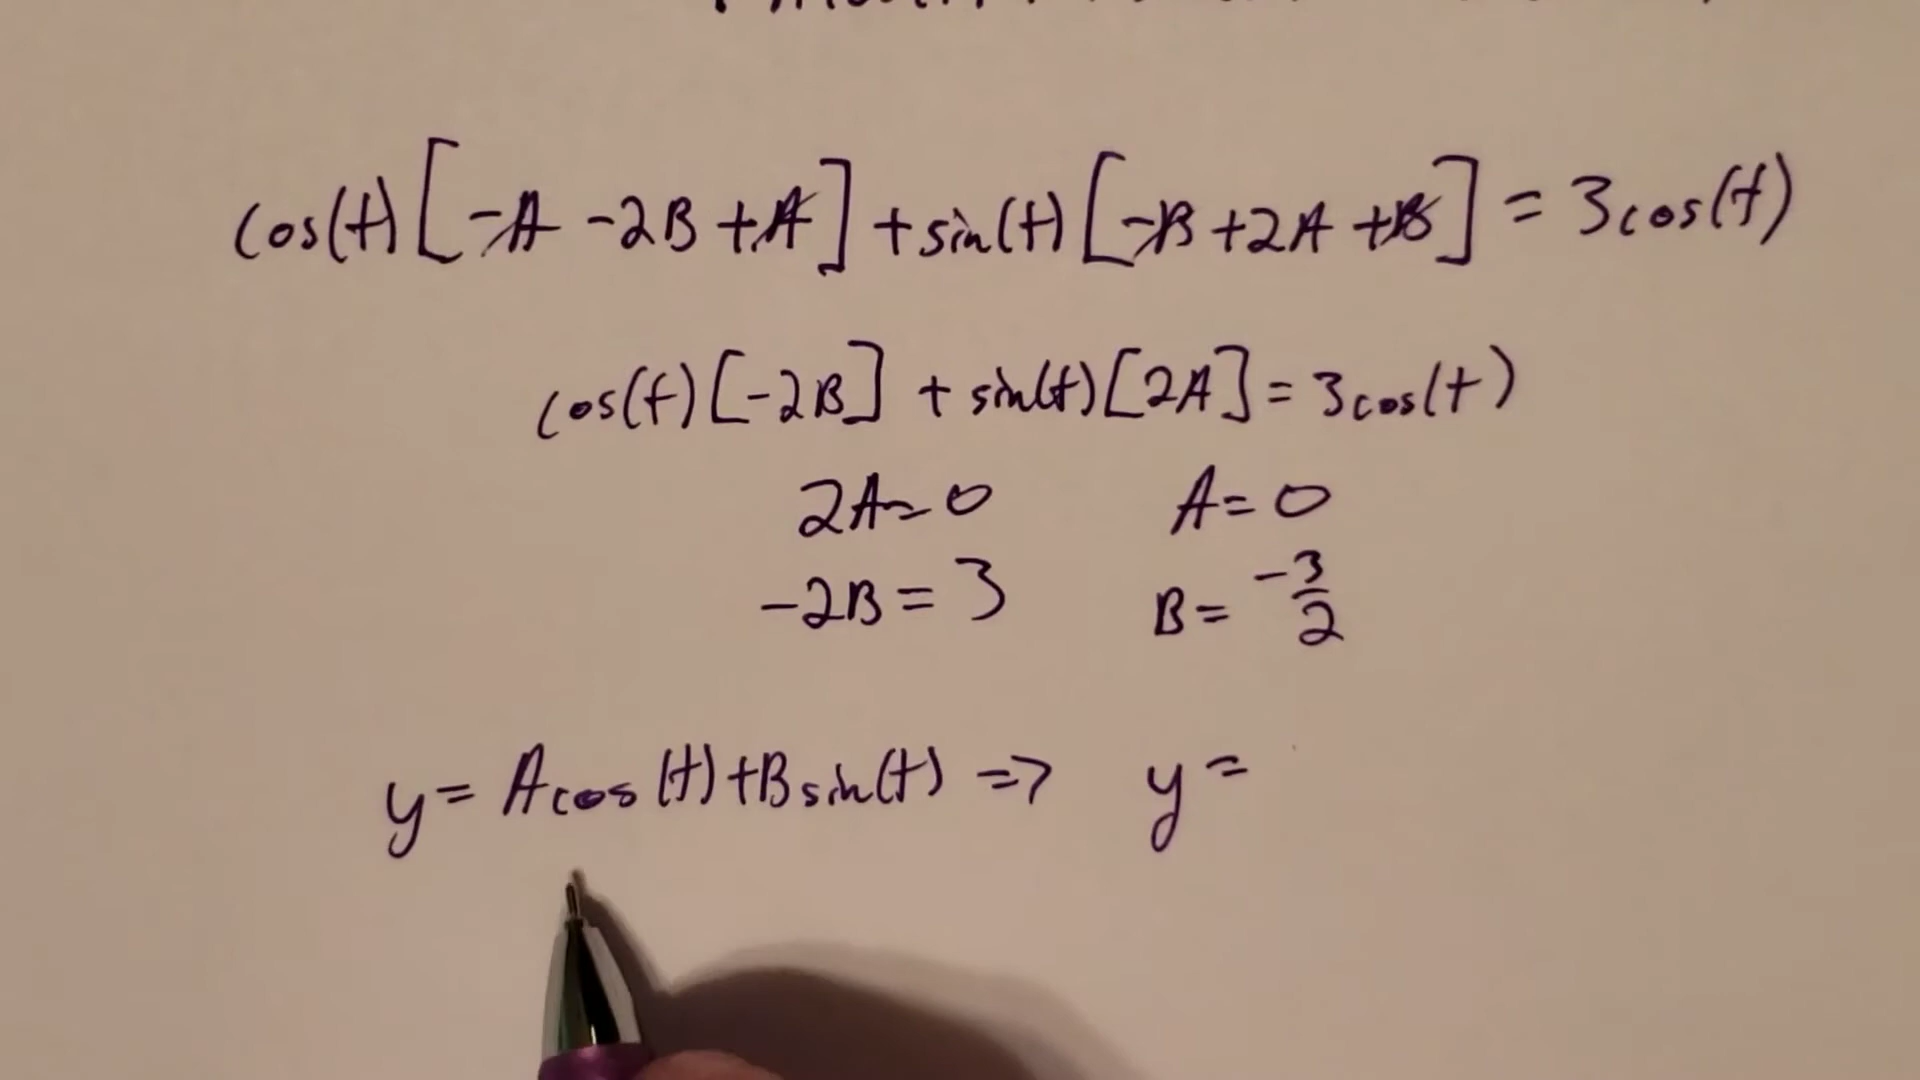 cos(t)[-A -2B +A] +sin(t)[-B +2A +B] = 3cos(t)
cos(t)[-2B] + sin(t)[2A] = 3cos(t)
2A=0 A=0
-2B=3 B= -3/2
y= Acos(t)+Bsin(t) => y=